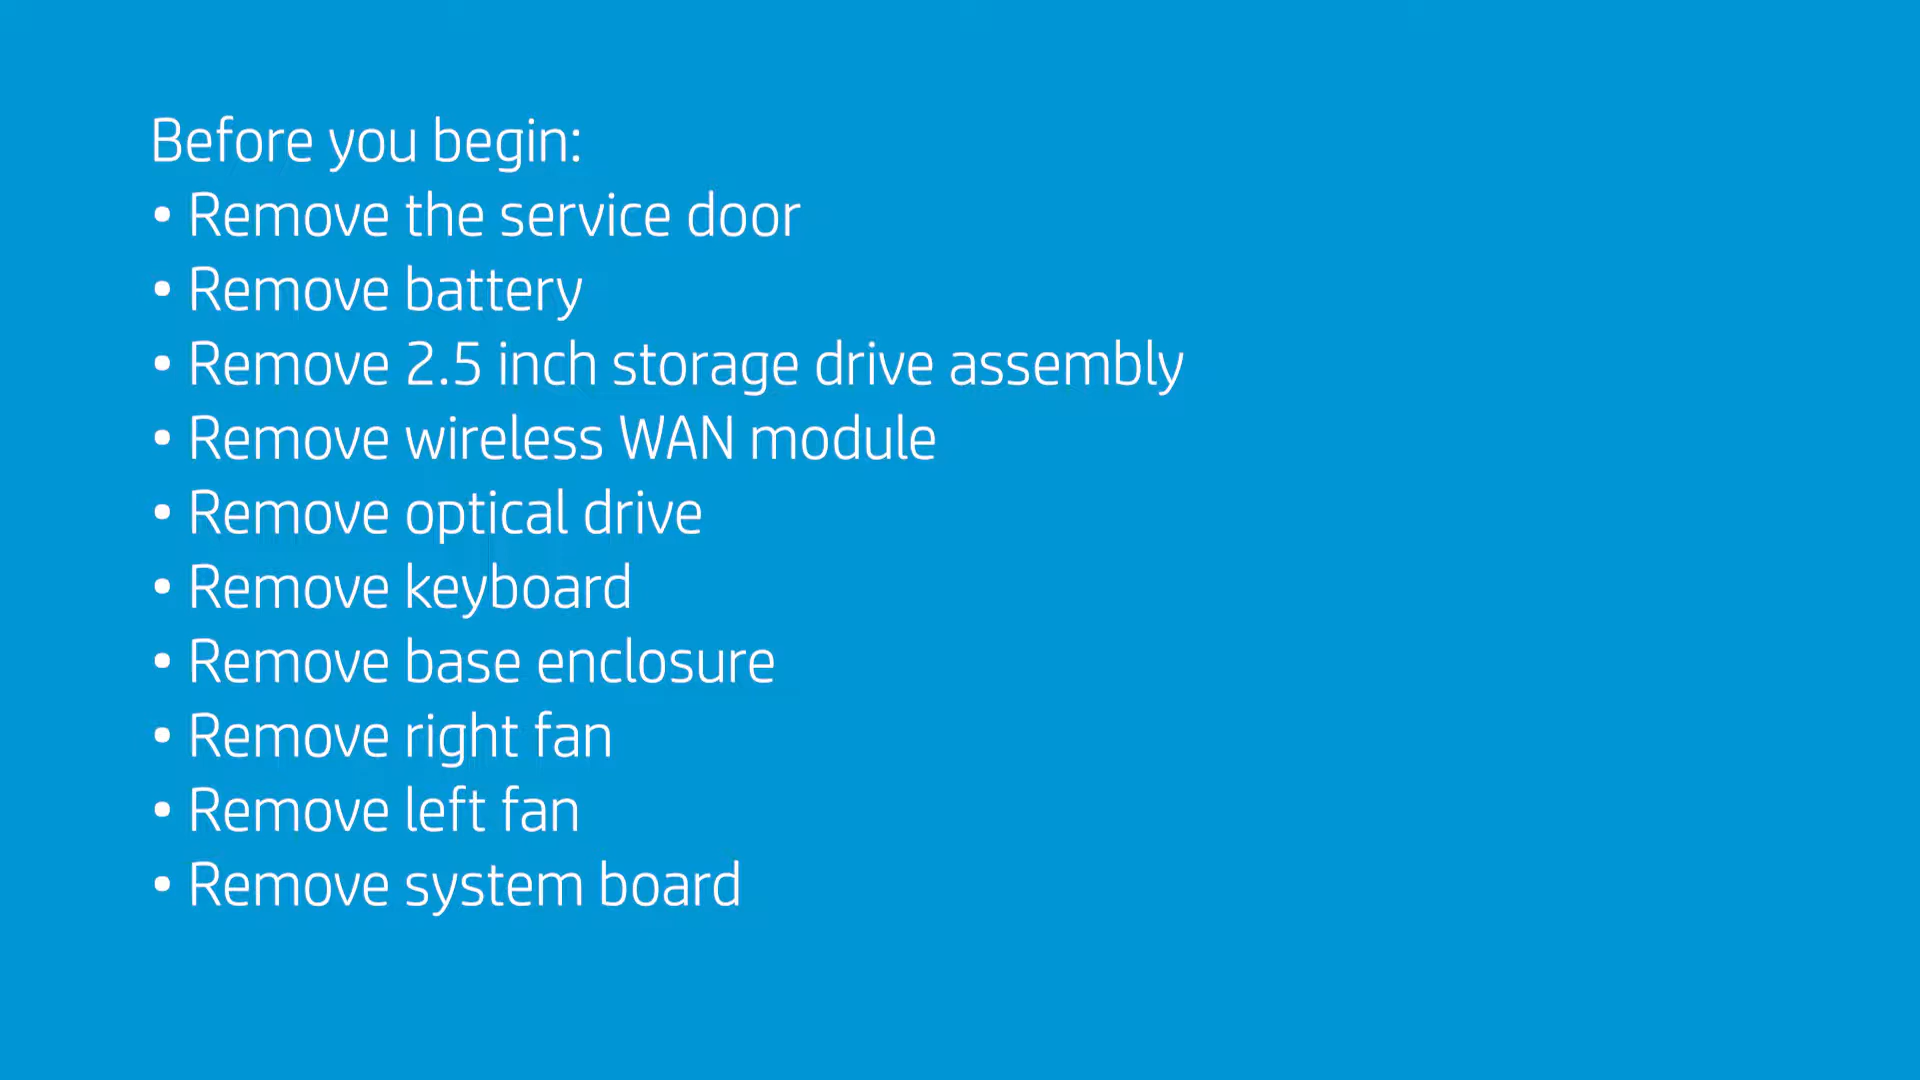 Before you begin:
• Remove the service door
• Remove battery
• Remove 2.5 inch storage drive assembly
• Remove wireless WAN module
• Remove optical drive
• Remove keyboard
• Remove base enclosure
• Remove right fan
• Remove left fan
• Remove system board